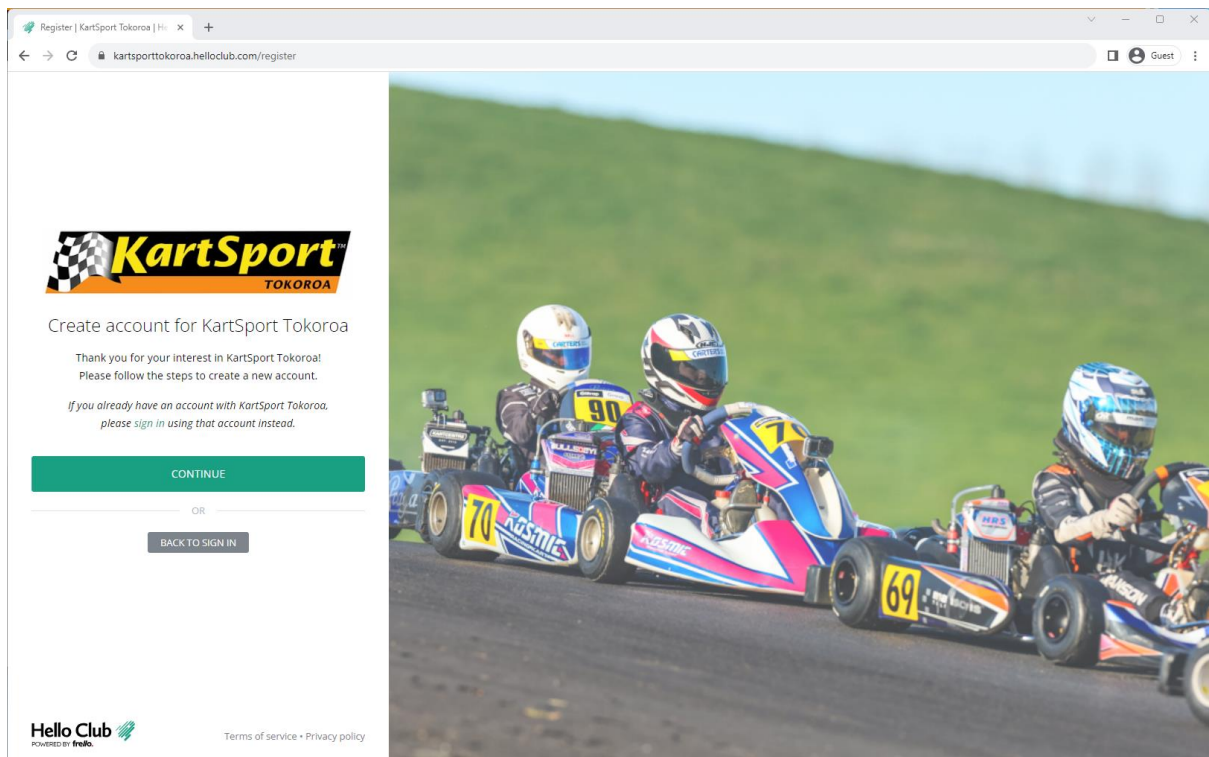 Register | KartSport Tokoroa | He
kartsporttokoroa.helloclub.com/register
Guest
KartSport™
TOKOROA
Create account for KartSport Tokoroa
Thank you for your interest in KartSport Tokoroa!
Please follow the steps to create a new account.
If you already have an account with KartSport Tokoroa,
please sign in using that account instead.
CONTINUE
OR
BACK TO SIGN IN
Hello Club
POWERED BY frello.
Terms of service • Privacy policy
CARTERS
CARTERS
90
70
KOSMIC
KOSMIC
HRS
69